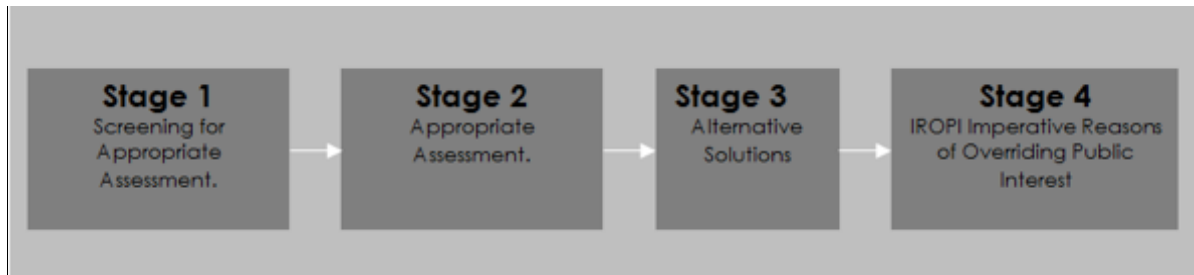 Stage 1
Screening for
Appropriate
Assessment.
Stage 2
Appropriate
Assessment.
Stage 3
Alternative
Solutions
Stage 4
IROPI Imperative Reasons
of Overriding Public
Interest